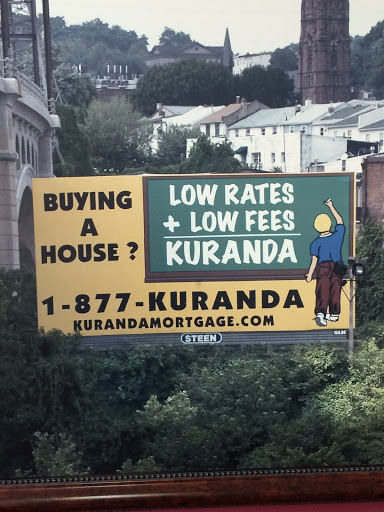 BUYING
A
HOUSE ?
LOW RATES
+ LOW FEES
KURANDA
1-877-KURANDA
KURANDAMORTGAGE.COM
STEEN